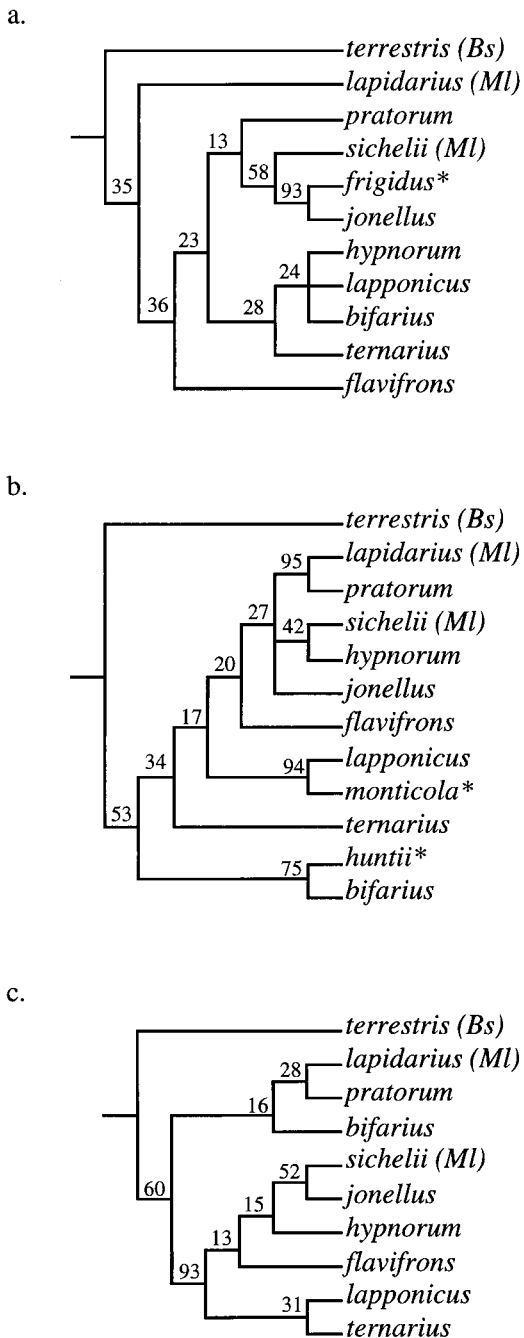 a.
terrestris (Bs)
lapidarius (Ml)
pratorum
13
sichelii (Ml)
58
frigidus*
93
35
jonellus
23
hypnorum
24
lapponicus
36
28
bifarius
ternarius
flavifrons
b.
terrestris (Bs)
lapidarius (Ml)
95
pratorum
27
sichelii (Ml)
42
hypnorum
20
jonellus
17
flavifrons
34
lapponicus
94
monticola*
53
ternarius
huntii*
75
bifarius
c.
terrestris (Bs)
lapidarius (Ml)
28
pratorum
16
bifarius
sichelii (Ml)
52
jonellus
60
15
hypnorum
13
flavifrons
93
lapponicus
31
ternarius